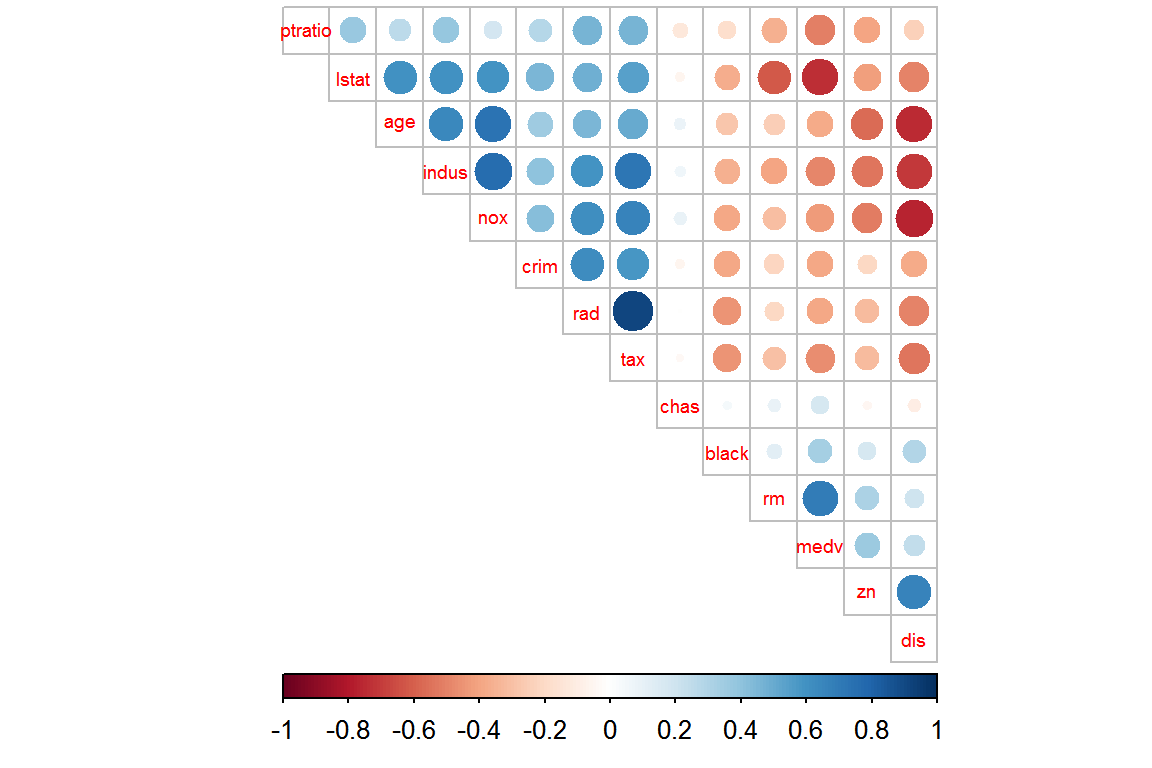 ptratio
lstat
age
indus
nox
crim
rad
tax
chas
black
rm
medv
zn
dis
-1 -0.8 -0.6 -0.4 -0.2 0 0.2 0.4 0.6 0.8 1